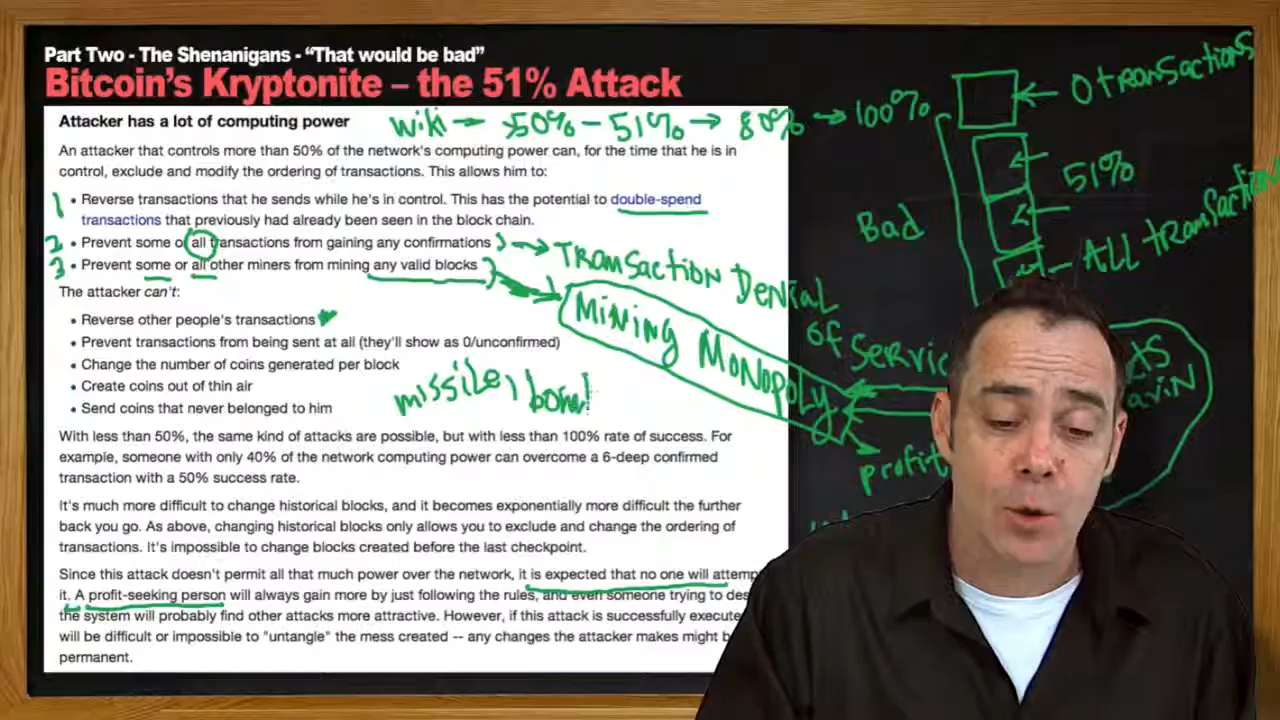 Part Two - The Shenanigans - “That would be bad”
Bitcoin's Kryptonite – the 51% Attack
Attacker has a lot of computing power
wiki → >50% - 51% → 80% → 100%
0 transactions
An attacker that controls more than 50% of the network's computing power can, for the time that he is in
control, exclude and modify the ordering of transactions. This allows him to:
51%
1 • Reverse transactions that he sends while he's in control. This has the potential to double-spend
transactions that previously had already been seen in the block chain.
Bad
2 • Prevent some or all transactions from gaining any confirmations
3 • Prevent some or all other miners from mining any valid blocks
ALL transaction
TRANSACTION DENIAL
of Servic
MINING MONOPOLY
profit
The attacker can't:
• Reverse other people's transactions
• Prevent transactions from being sent at all (they'll show as 0/unconfirmed)
• Change the number of coins generated per block
• Create coins out of thin air
• Send coins that never belonged to him
missile, bomb
With less than 50%, the same kind of attacks are possible, but with less than 100% rate of success. For
example, someone with only 40% of the network computing power can overcome a 6-deep confirmed
transaction with a 50% success rate.
It's much more difficult to change historical blocks, and it becomes exponentially more difficult the further
back you go. As above, changing historical blocks only allows you to exclude and change the ordering of
transactions. It's impossible to change blocks created before the last checkpoint.
Since this attack doesn't permit all that much power over the network, it is expected that no one will attemp
it. A profit-seeking person will always gain more by just following the rules, and even someone trying to des
the system will probably find other attacks more attractive. However, if this attack is successfully execute
will be difficult or impossible to "untangle" the mess created -- any changes the attacker makes might b
permanent.